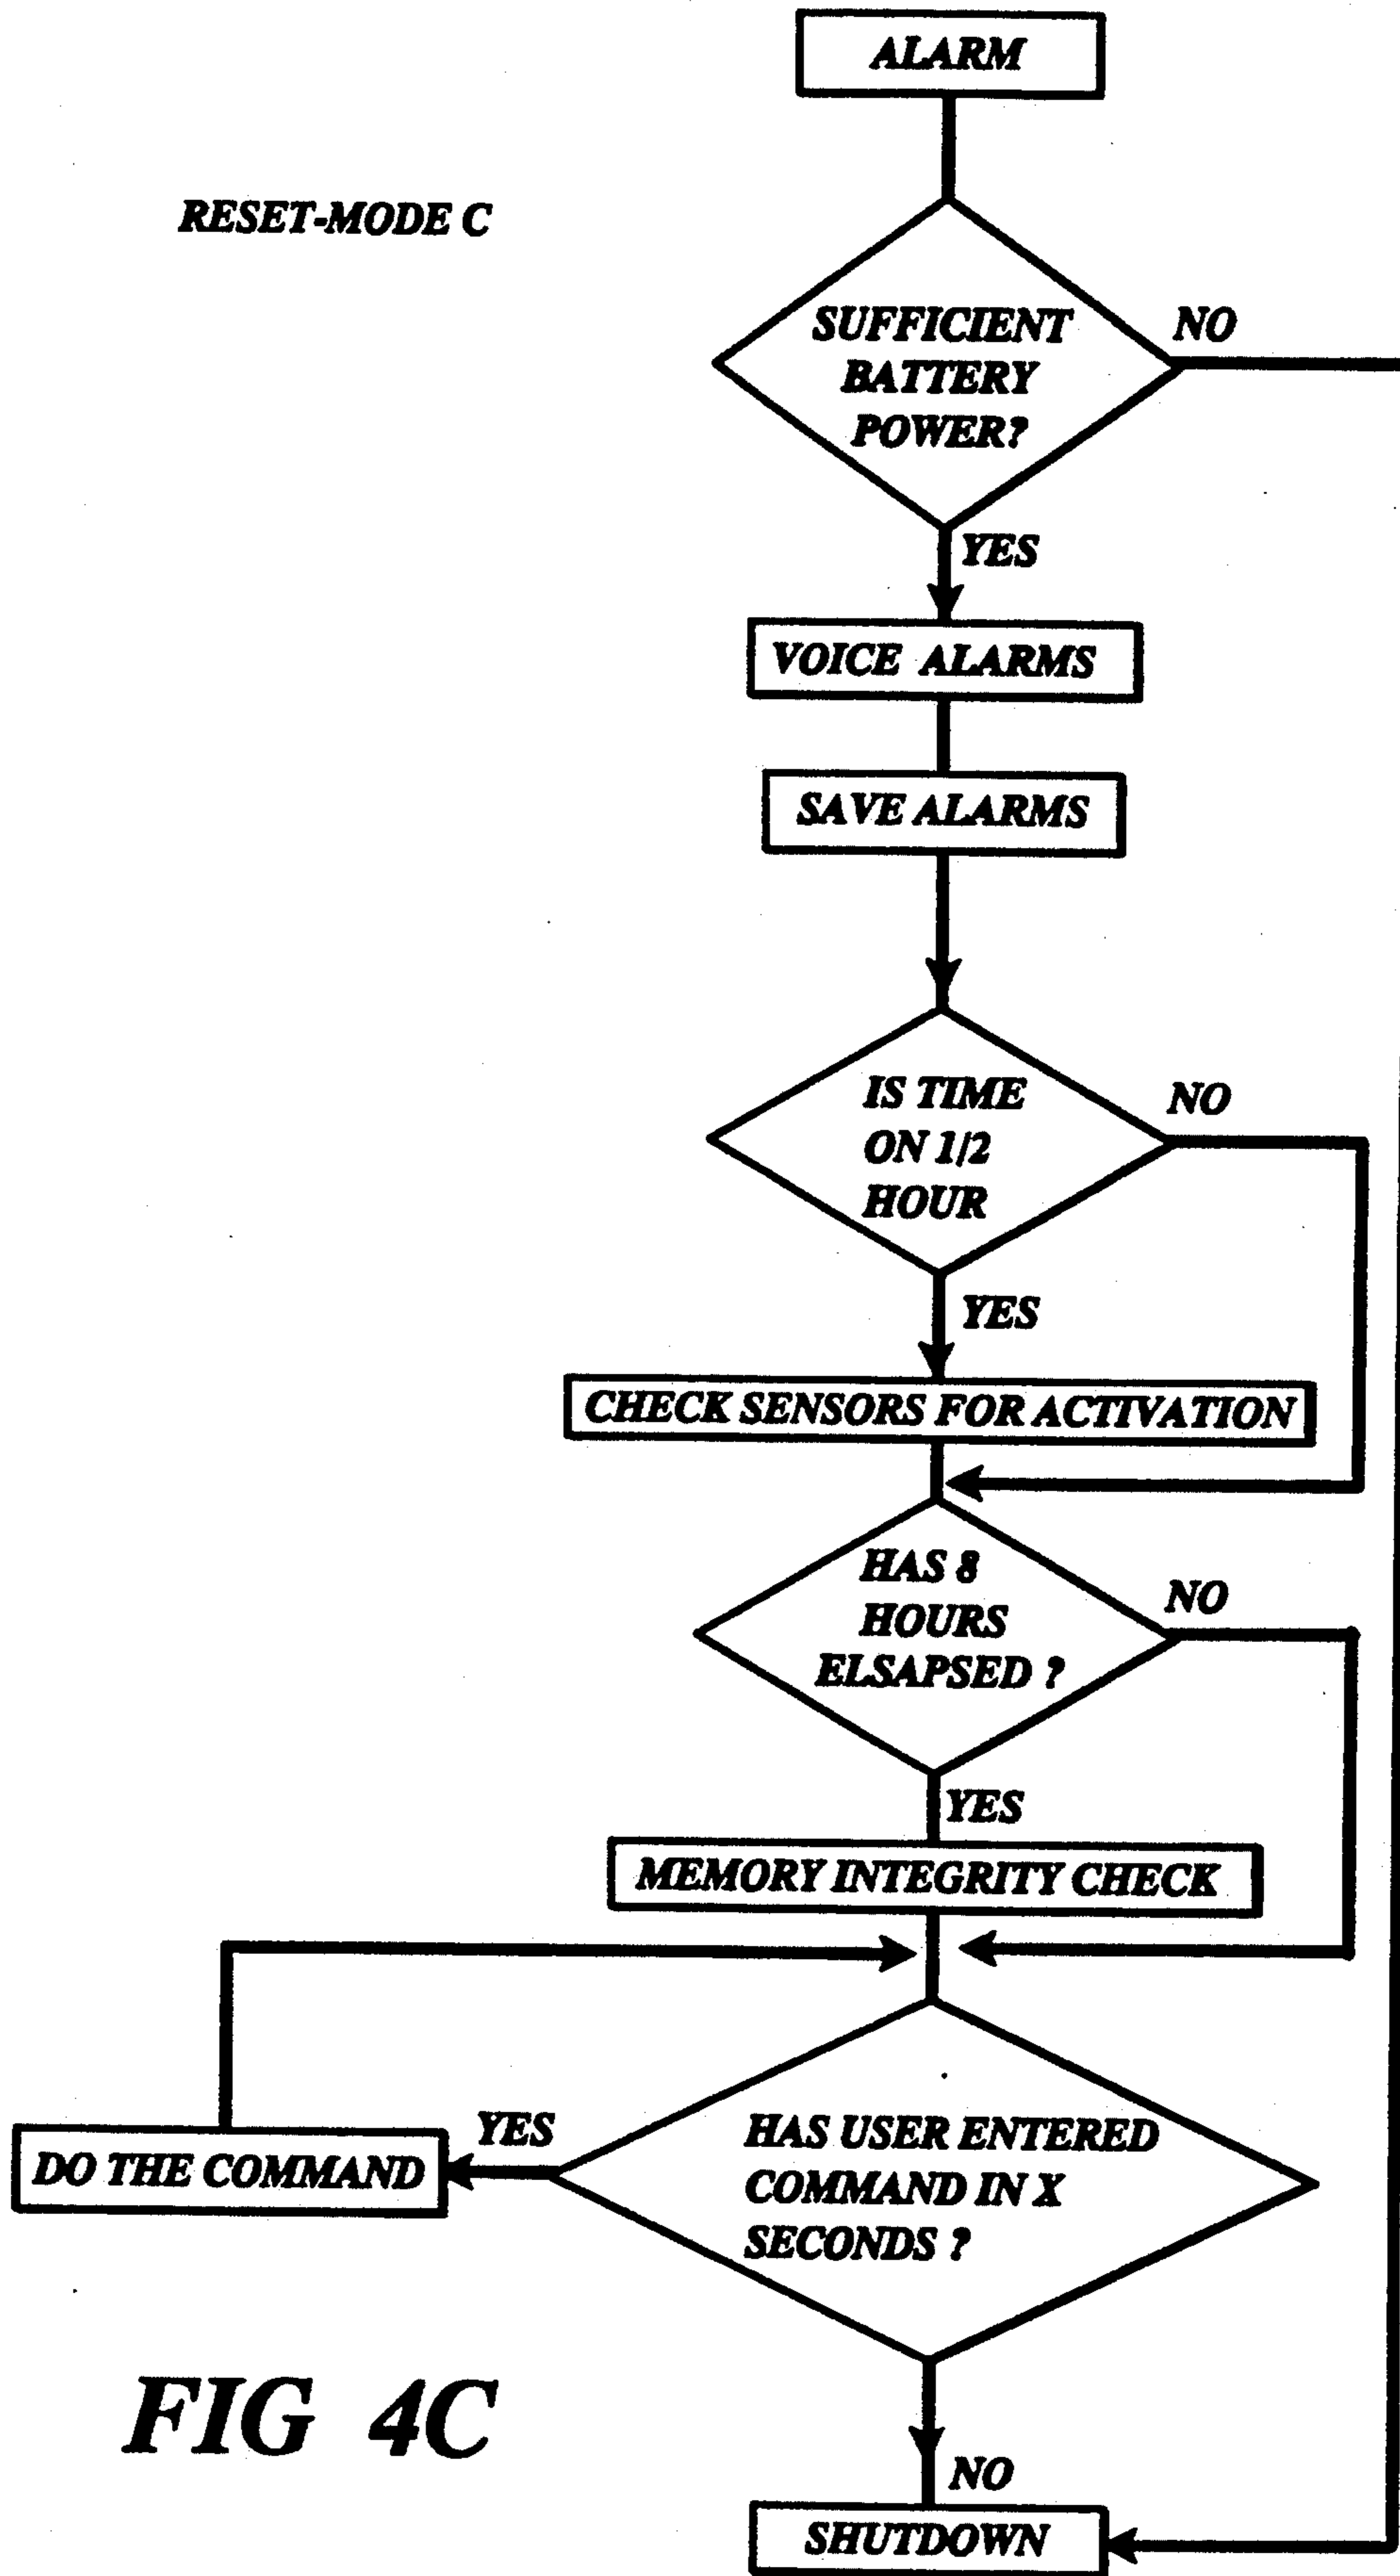 ALARM
RESET-MODE C
SUFFICIENT
BATTERY
POWER?
NO
YES
VOICE ALARMS
SAVE ALARMS
IS TIME
ON 1/2
HOUR
NO
YES
CHECK SENSORS FOR ACTIVATION
HAS 8
HOURS
ELSAPSED ?
NO
YES
MEMORY INTEGRITY CHECK
HAS USER ENTERED
COMMAND IN X
SECONDS ?
YES
DO THE COMMAND
NO
SHUTDOWN
FIG 4C